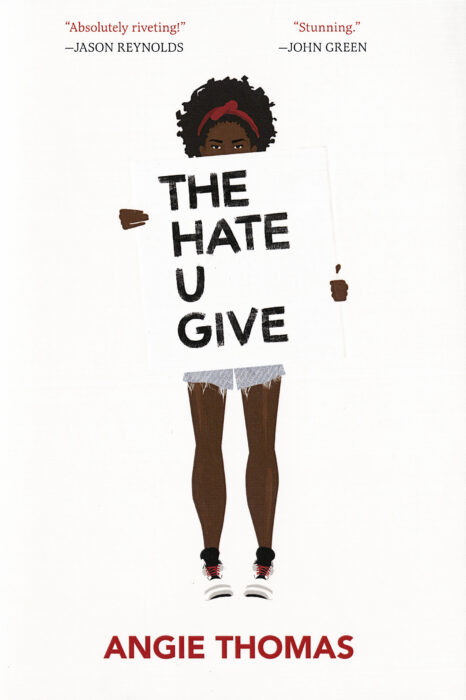 “Absolutely riveting!”
—JASON REYNOLDS
“Stunning.”
—JOHN GREEN
THE
HATE
U
GIVE
ANGIE THOMAS